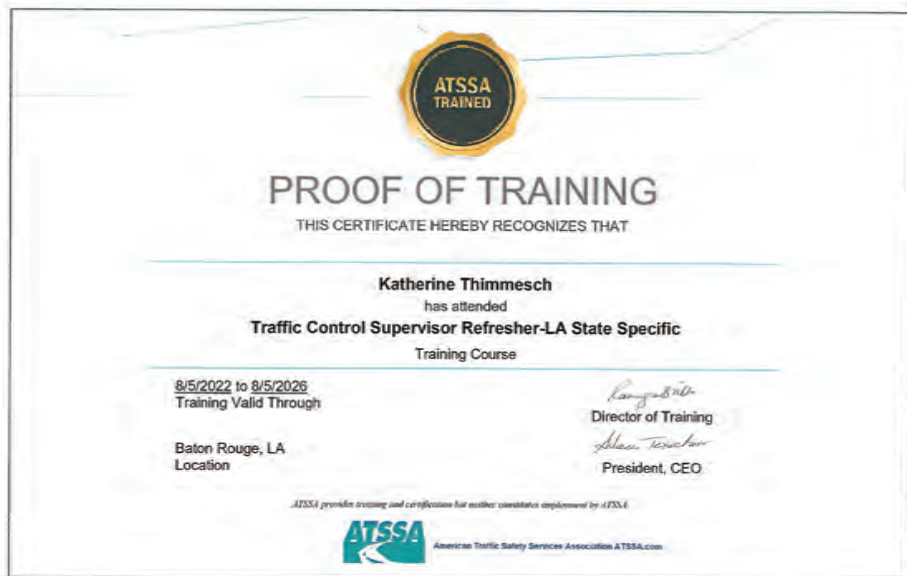 ATSSA
TRAINED
PROOF OF TRAINING
THIS CERTIFICATE HEREBY RECOGNIZES THAT
Katherine Thimmesch
has attended
Traffic Control Supervisor Refresher-LA State Specific
Training Course
8/5/2022 to 8/5/2026
Training Valid Through
Director of Training
Baton Rouge, LA
Location
President, CEO
ATSSA provides training and certification but neither constitutes employment by ATSSA
ATSSA
American Traffic Safety Services Association ATSSA.com